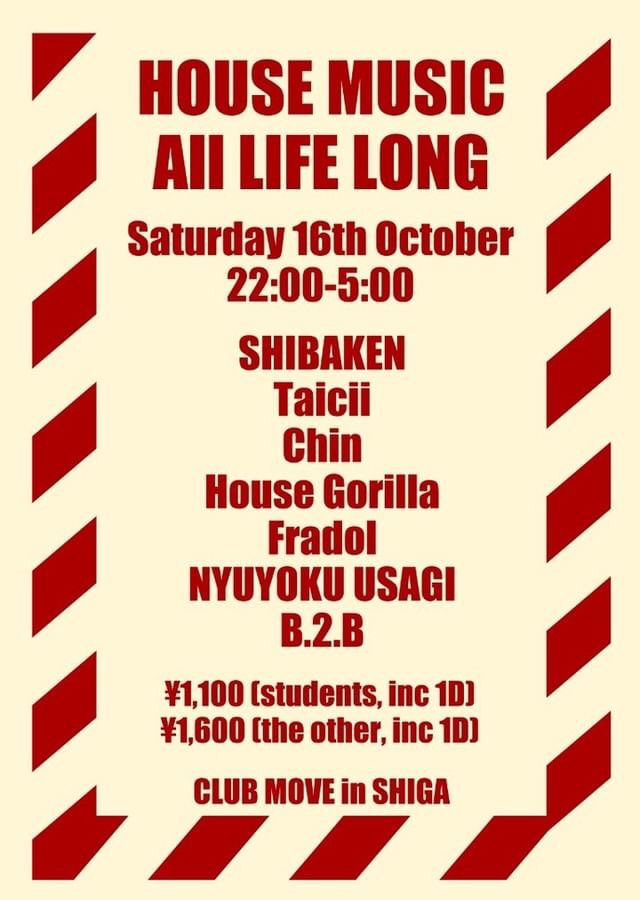 HOUSE MUSIC
All LIFE LONG
Saturday 16th October
22:00-5:00
SHIBAKEN
Taicii
Chin
House Gorilla
Fradol
NYUYOKU USAGI
B.2.B
¥1,100 (students, inc 1D)
¥1,600 (the other, inc 1D)
CLUB MOVE in SHIGA